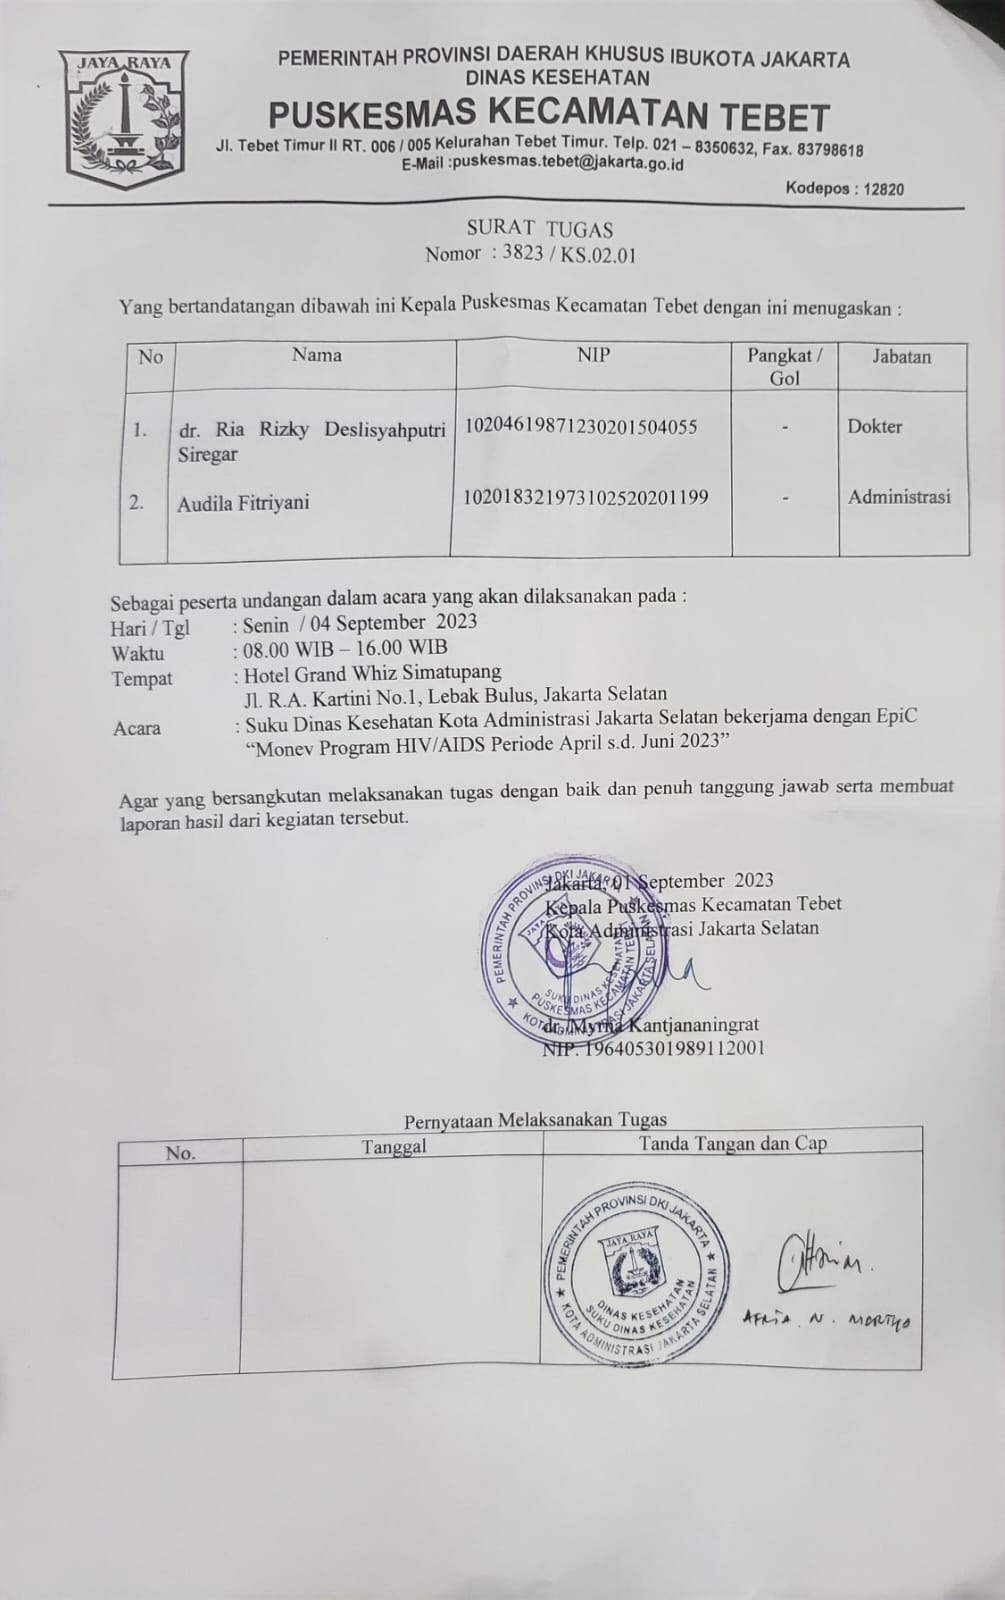 JAYA RAYA
PEMERINTAH PROVINSI DAERAH KHUSUS IBUKOTA JAKARTA
DINAS KESEHATAN
PUSKESMAS KECAMATAN TEBET
Jl. Tebet Timur II RT. 006 / 005 Kelurahan Tebet Timur. Telp. 021 – 8350632, Fax. 83798618
E-Mail :puskesmas.tebet@jakarta.go.id
Kodepos : 12820
SURAT TUGAS
Nomor : 3823 / KS.02.01
Yang bertandatangan dibawah ini Kepala Puskesmas Kecamatan Tebet dengan ini menugaskan :
No Nama NIP Pangkat / Gol Jabatan
1. dr. Ria Rizky Deslisyahputri Siregar 10204619871230201504055 - Dokter
2. Audila Fitriyani 102018321973102520201199 - Administrasi
Sebagai peserta undangan dalam acara yang akan dilaksanakan pada :
Hari / Tgl : Senin / 04 September 2023
Waktu : 08.00 WIB – 16.00 WIB
Tempat : Hotel Grand Whiz Simatupang
Jl. R.A. Kartini No.1, Lebak Bulus, Jakarta Selatan
Acara : Suku Dinas Kesehatan Kota Administrasi Jakarta Selatan bekerjama dengan EpiC
“Monev Program HIV/AIDS Periode April s.d. Juni 2023”
Agar yang bersangkutan melaksanakan tugas dengan baik dan penuh tanggung jawab serta membuat
laporan hasil dari kegiatan tersebut.
Jakarta, 01 September 2023
Kepala Puskesmas Kecamatan Tebet
Kota Administrasi Jakarta Selatan
PEMERINTAH PROVINSI DKI JAKARTA
JAYA RAYA
SUKU DINAS KESEHATAN
PUSKESMAS KECAMATAN TEBET
KOTA ADMINISTRASI JAKARTA SELATAN
dr. Myrna Kantjananingrat
NIP. 196405301989112001
Pernyataan Melaksanakan Tugas
No. Tanggal Tanda Tangan dan Cap
PEMERINTAH PROVINSI DKI JAKARTA
JAYA RAYA
DINAS KESEHATAN
SUKU DINAS KESEHATAN
KOTA ADMINISTRASI JAKARTA SELATAN